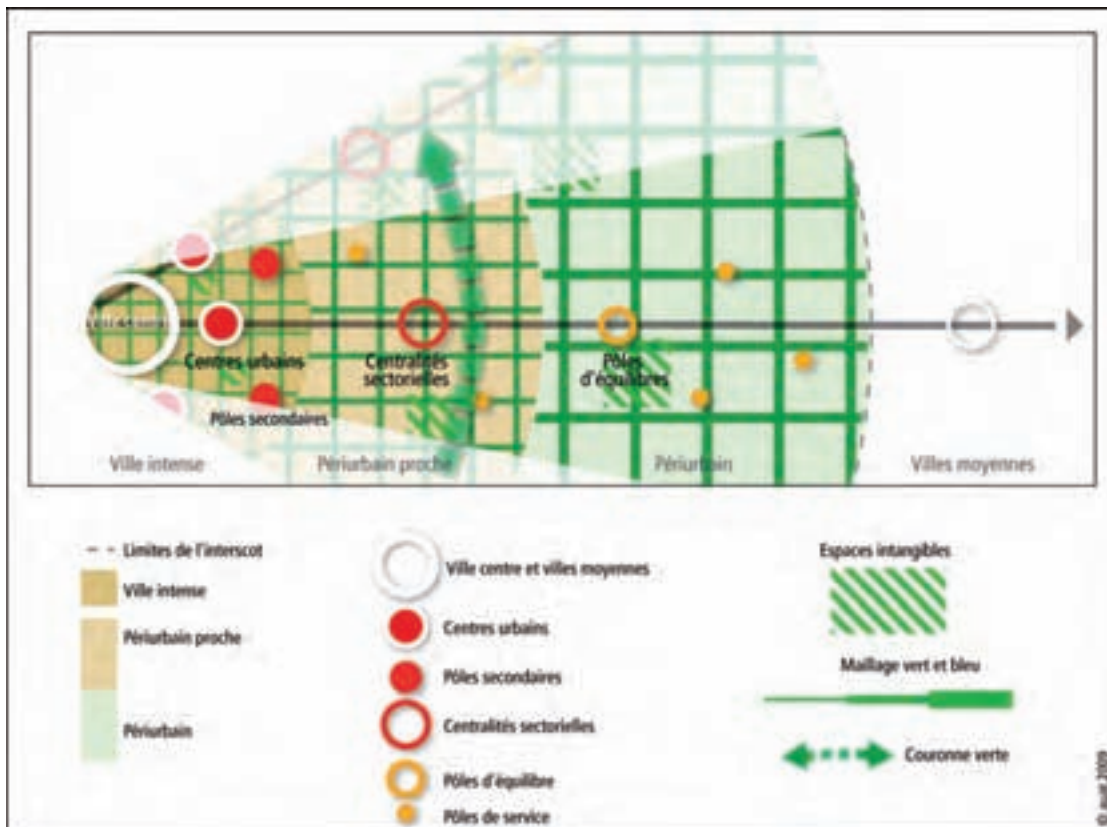 Centres urbains
Centralités
sectorielles
Pôles
d'équilibres
Pôles secondaires
Ville intense
Périurbain proche
Périurbain
Villes moyennes
Limites de l'interscot
Ville intense
Périurbain proche
Périurbain
Ville centre et villes moyennes
Centres urbains
Pôles secondaires
Centralités sectorielles
Pôles d'équilibre
Pôles de service
Espaces intangibles
Maillage vert et bleu
Couronne verte
© auat 2009